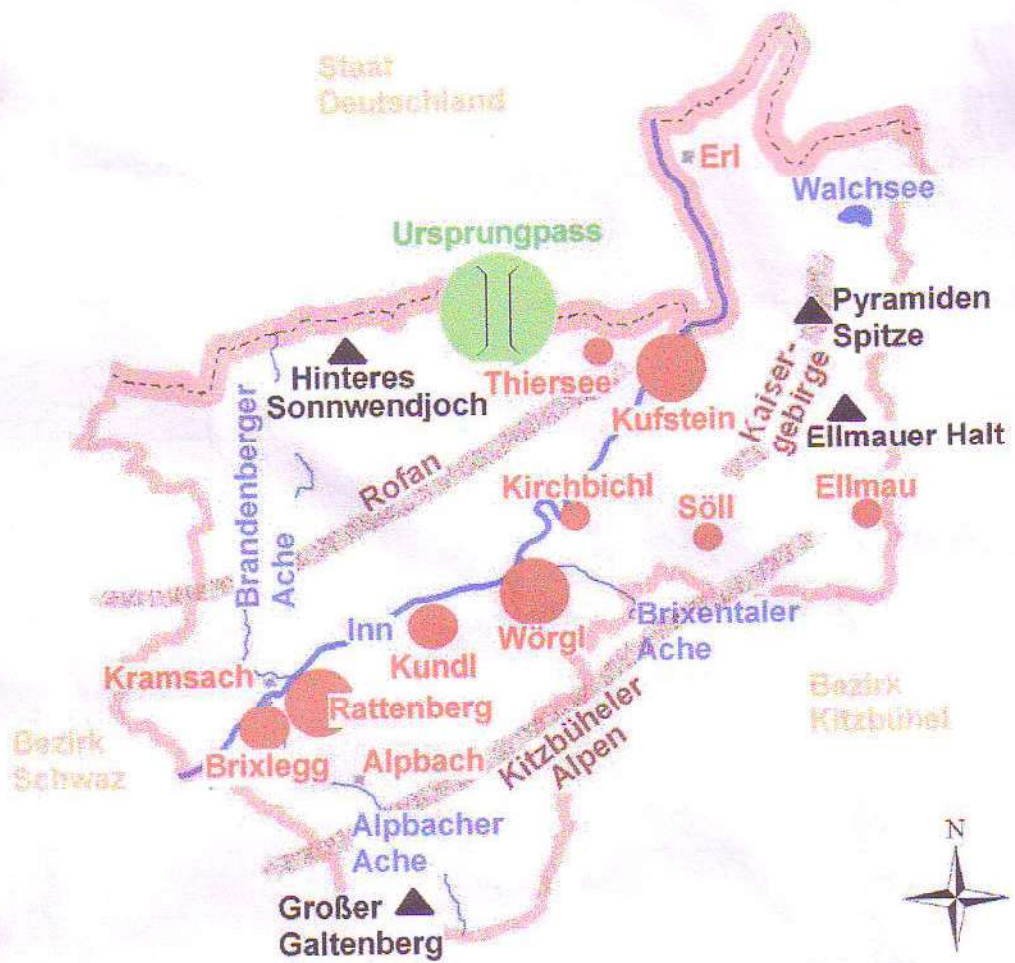 Staat
Deutschland
Erl
Walchsee
Ursprungpass
Pyramiden
Spitze
Hinteres
Sonnwendjoch
Thiersee
Kufstein
Kaiser-
gebirge
Ellmauer Halt
Brandenberger
Ache
Rofan
Kirchbichl
Söll
Ellmau
Inn
Kundl
Wörgl
Brixentaler
Ache
Kramsach
Rattenberg
Bezirk
Kitzbühel
Bezirk
Schwaz
Brixlegg
Alpbach
Kitzbüheler
Alpen
Alpbacher
Ache
Großer
Galtenberg
N